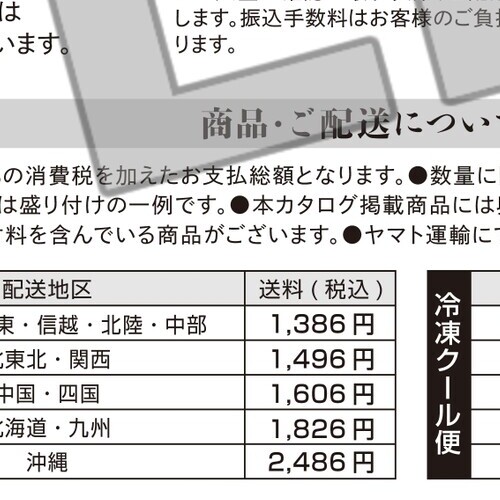 は
います。
します。振込手数料はお客様のご負
ります。
商品・ご配送につい
の消費税を加えたお支払総額となります。●数量に
は盛り付けの一例です。●本カタログ掲載商品には
料を含んでいる商品がございます。●ヤマト運輸に
配送地区 送料(税込)
東・信越・北陸・中部 1,386円
北東北・関西 1,496円
中国・四国 1,606円
北海道・九州 1,826円
沖縄 2,486円
冷凍クール便